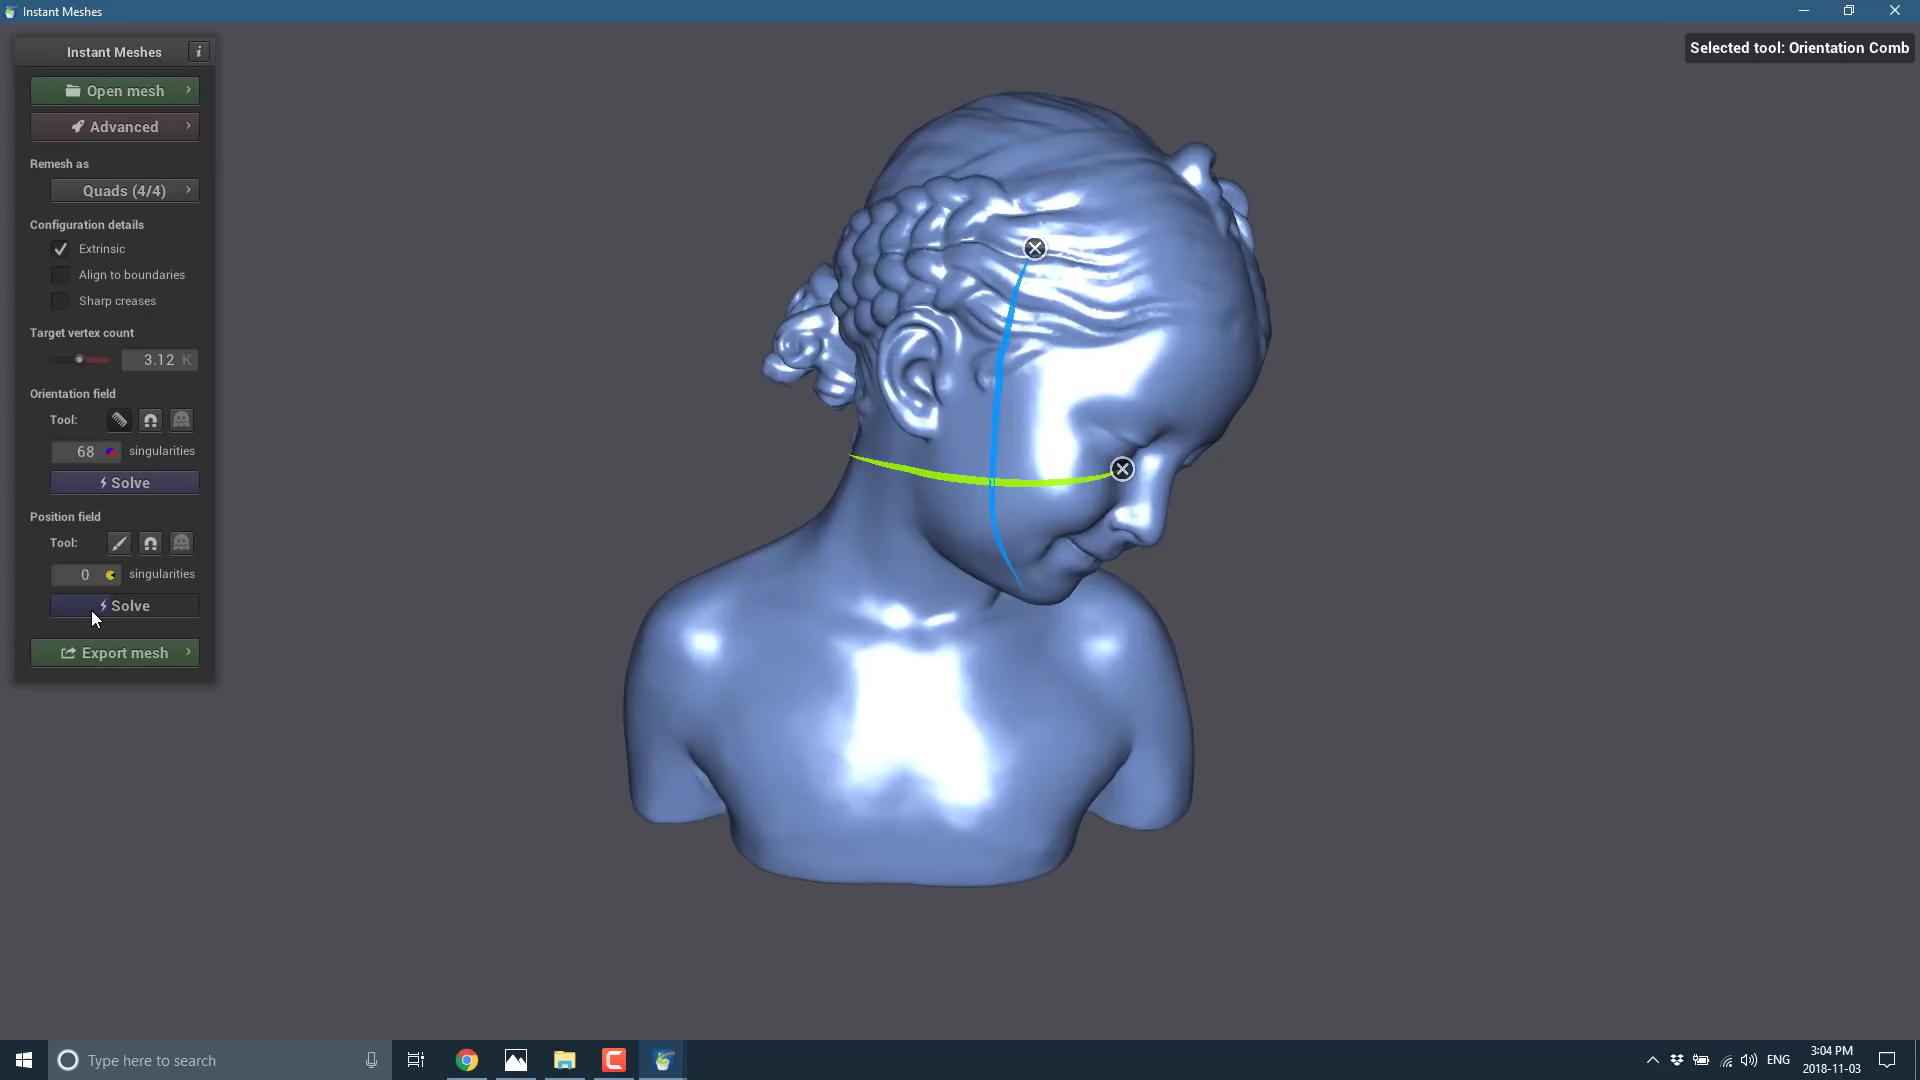 Instant Meshes
Selected tool: Orientation Comb
Instant Meshes
i
Open mesh
Advanced
Remesh as
Quads (4/4)
Configuration details
Extrinsic
Align to boundaries
Sharp creases
Target vertex count
3.12 K
Orientation field
Tool:
68 singularities
Solve
Position field
Tool:
0 singularities
Solve
Export mesh
Type here to search
ENG
3:04 PM
2018-11-03